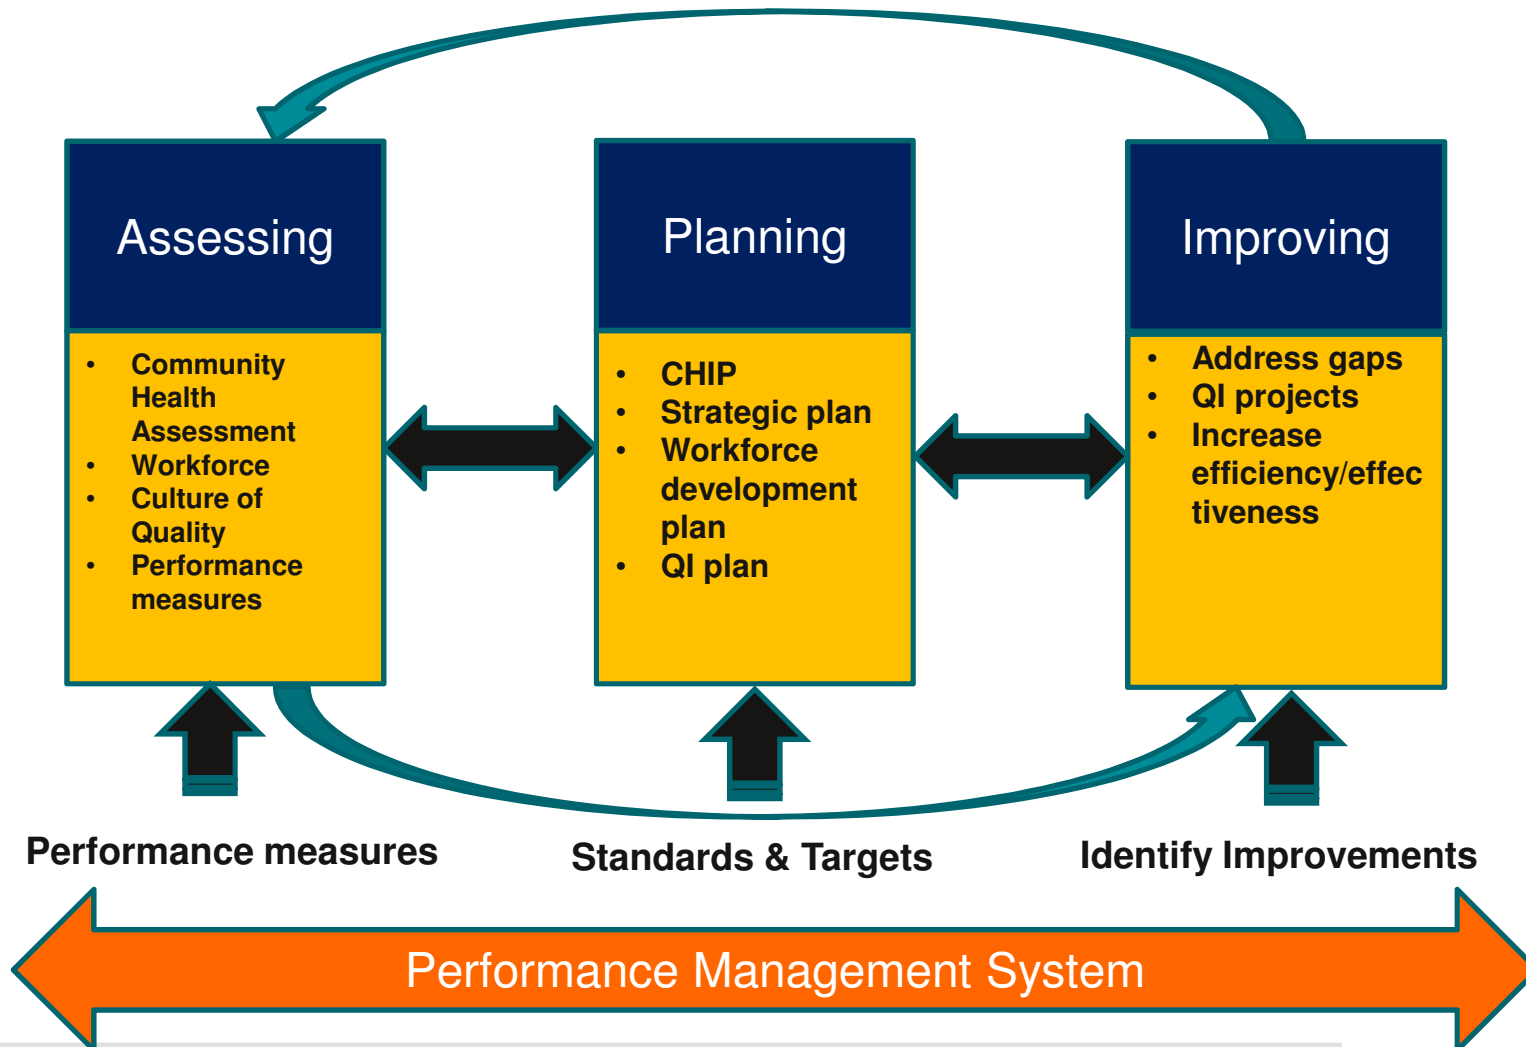 Assessing
• Community
Health
Assessment
• Workforce
• Culture of
Quality
• Performance
measures
Planning
• CHIP
• Strategic plan
• Workforce
development
plan
• QI plan
Improving
• Address gaps
• QI projects
• Increase
efficiency/effec
tiveness
Performance measures
Standards & Targets
Identify Improvements
Performance Management System